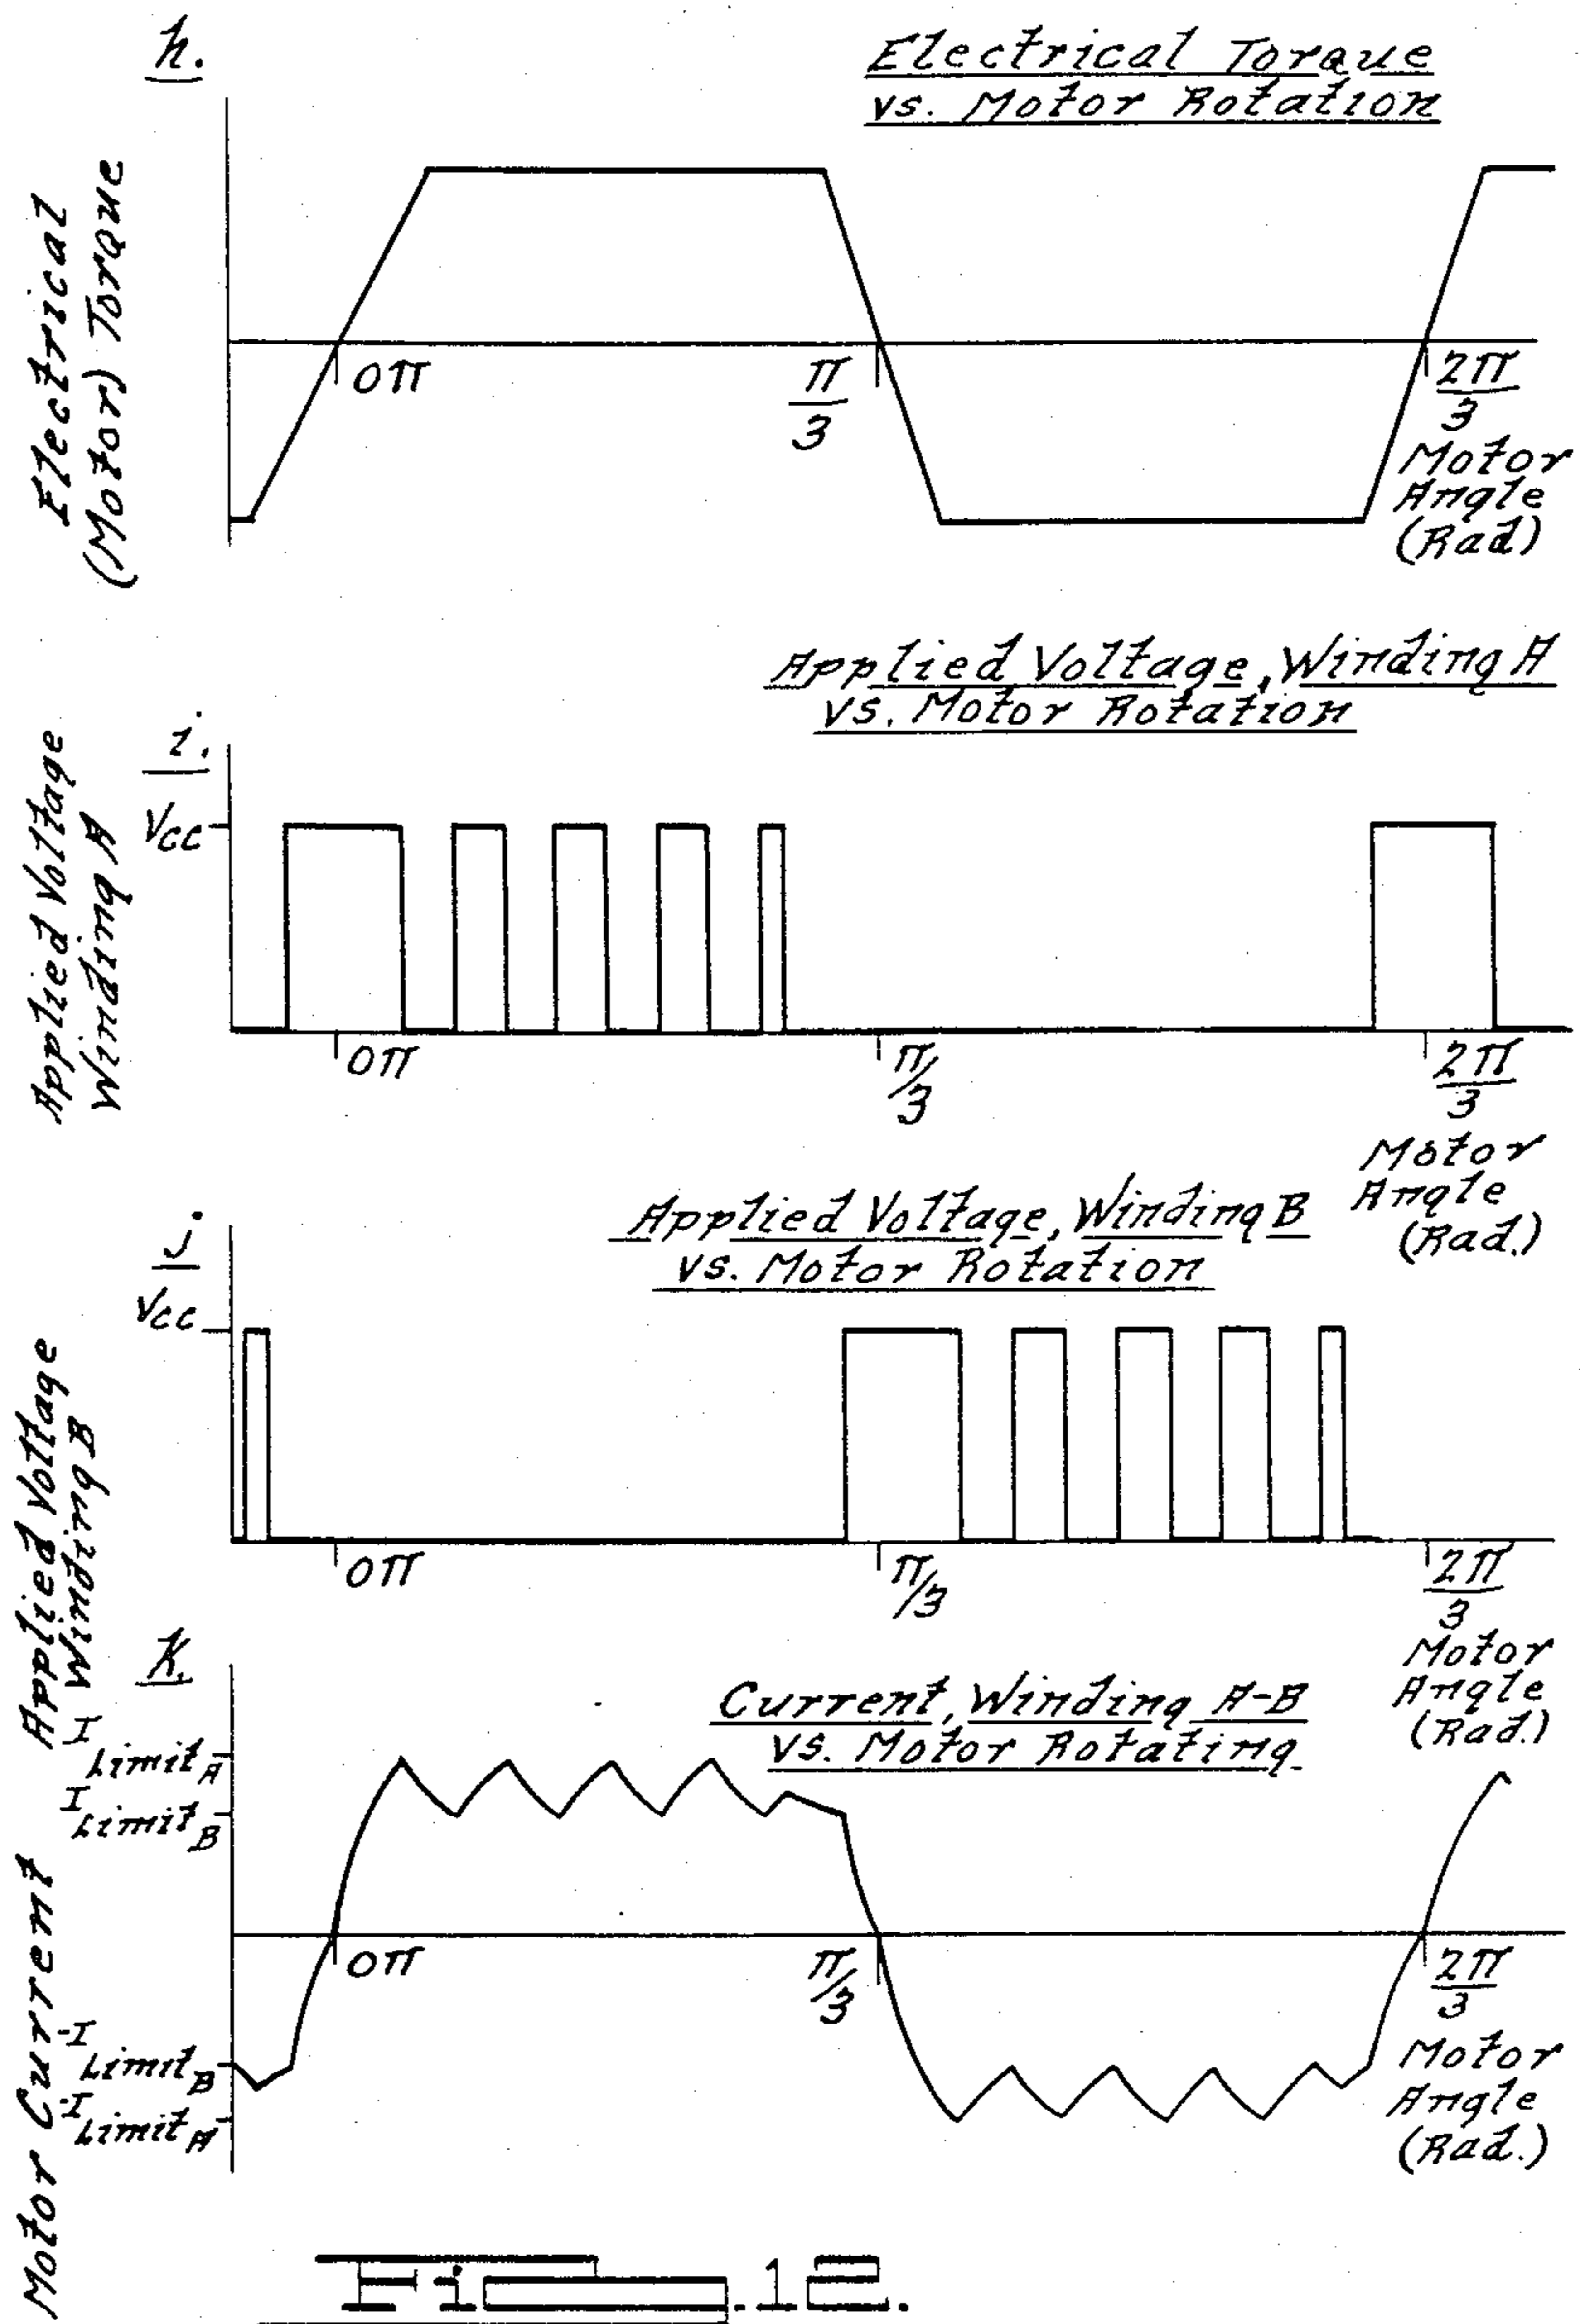 h.
Electrical Torque
vs. Motor Rotation
Electrical
(Motor) Torque
0π
π/3
2π/3
Motor
Angle
(Rad)
Applied Voltage, Winding A
vs. Motor Rotation
i.
Applied Voltage
Winding A
Vcc
0π
π/3
2π/3
Motor
Angle
(Rad.)
Applied Voltage, Winding B
vs. Motor Rotation
j.
Applied Voltage
Winding B
Vcc
0π
π/3
2π/3
Motor
Angle
(Rad.)
k.
Current, Winding A-B
vs. Motor Rotating
Motor Current
I Limit A
I Limit B
0π
π/3
2π/3
-I Limit B
-I Limit A
Motor
Angle
(Rad.)
Fig. 12.